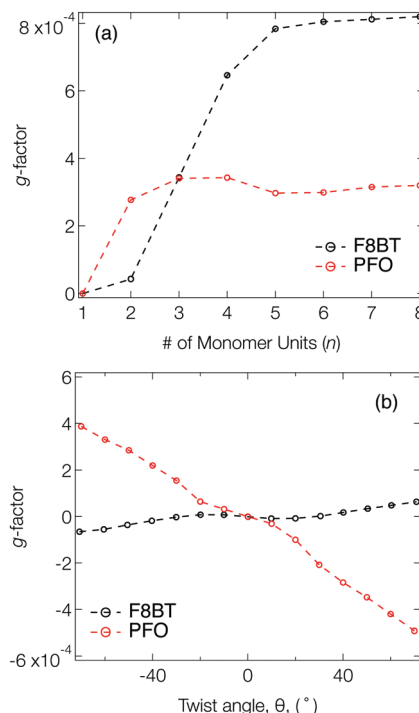 8 x10⁻⁴
(a)
6
4
2
0
g-factor
F8BT
PFO
1 2 3 4 5 6 7 8
# of Monomer Units (n)
6
(b)
4
2
0
-2
-4
-6 x10⁻⁴
g-factor
F8BT
PFO
-40 0 40
Twist angle, θ, (°)